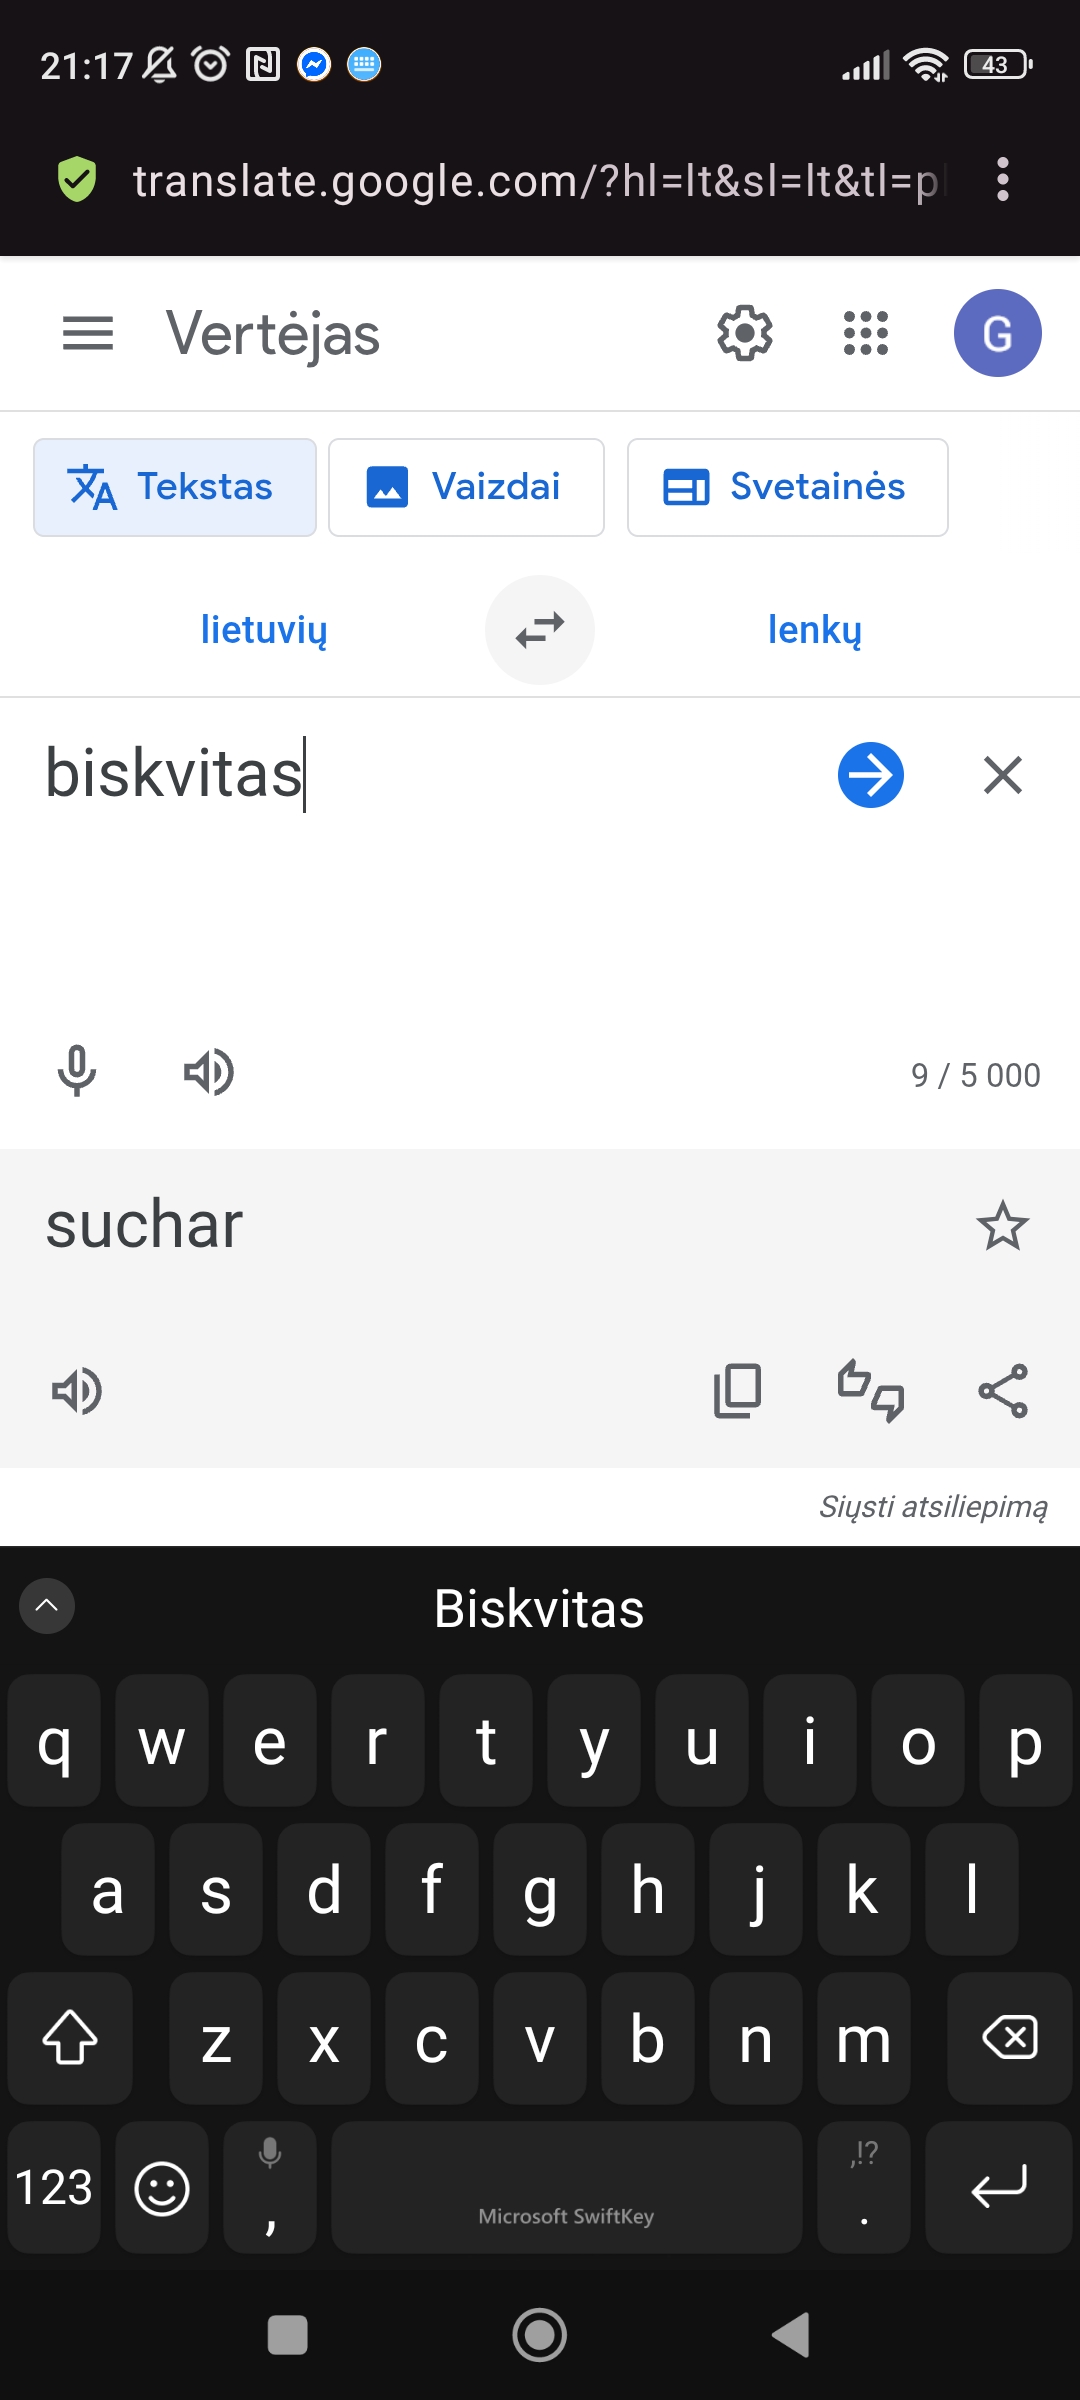 21:17
43
translate.google.com/?hl=lt&sl=lt&tl=pl
Vertėjas
G
Tekstas
Vaizdai
Svetainės
lietuvių
lenkų
biskvitas
9 / 5 000
suchar
Siųsti atsiliepimą
Biskvitas
q w e r t y u i o p
a s d f g h j k l
z x c v b n m
,!?
123 , Microsoft SwiftKey .